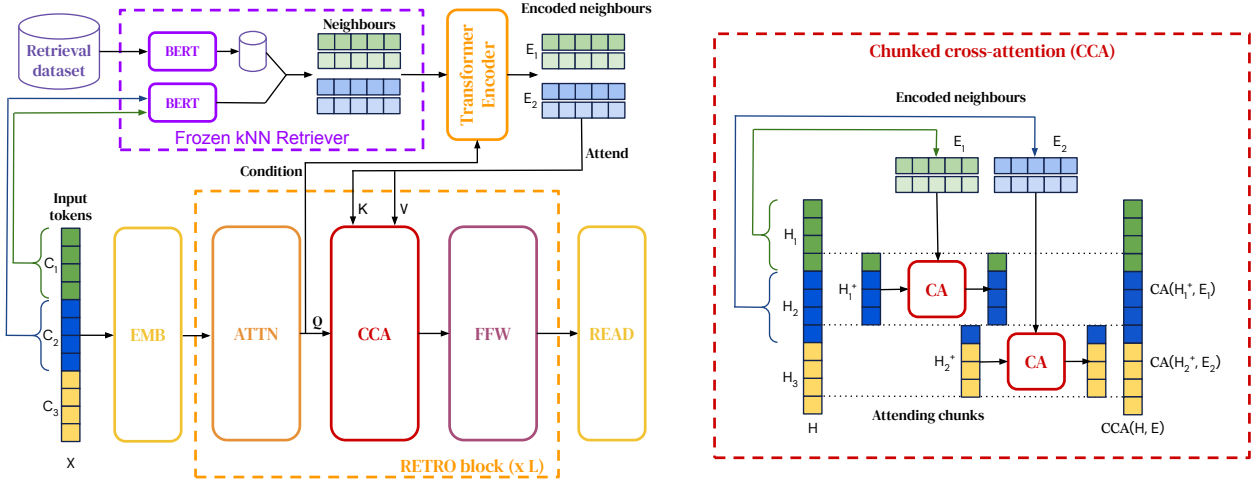 Retrieval
dataset
BERT
BERT
Neighbours
Frozen kNN Retriever
Transformer
Encoder
Encoded neighbours
E1
E2
Condition
Attend
K
V
Input
tokens
C1
C2
C3
X
EMB
ATTN
Q
CCA
FFW
READ
RETRO block (x L)
Chunked cross-attention (CCA)
Encoded neighbours
E1
E2
H1
H2
H3
H
H1+
CA
H2+
CA
Attending chunks
CA(H1+, E1)
CA(H2+, E2)
CCA(H, E)